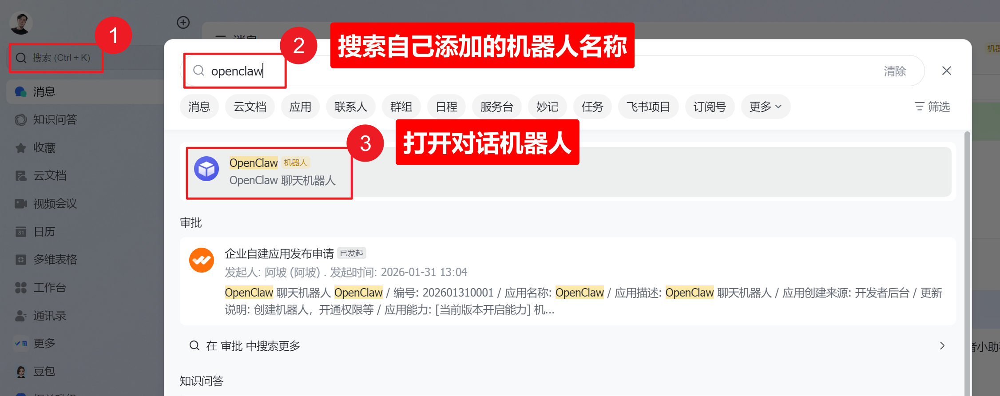 1
搜索 (Ctrl + K)
消息
知识问答
收藏
云文档
视频会议
31
日历
多维表格
工作台
通讯录
更多
豆包
消息
2
搜索自己添加的机器人名称
openclaw
清除
消息
云文档
应用
联系人
群组
日程
服务台
妙记
任务
飞书项目
订阅号
更多
筛选
3
打开对话机器人
OpenClaw 机器人
OpenClaw 聊天机器人
审批
企业自建应用发布申请 已发起
发起人: 阿坡 (阿坡) . 发起时间: 2026-01-31 13:04
OpenClaw 聊天机器人 OpenClaw / 编号: 202601310001 / 应用名称: OpenClaw / 应用描述: OpenClaw 聊天机器人 / 应用创建来源: 开发者后台 / 更新
说明: 创建机器人，开通权限等 / 应用能力: [当前版本开启能力] 机...
在 审批 中搜索更多
知识问答
机器
者小助